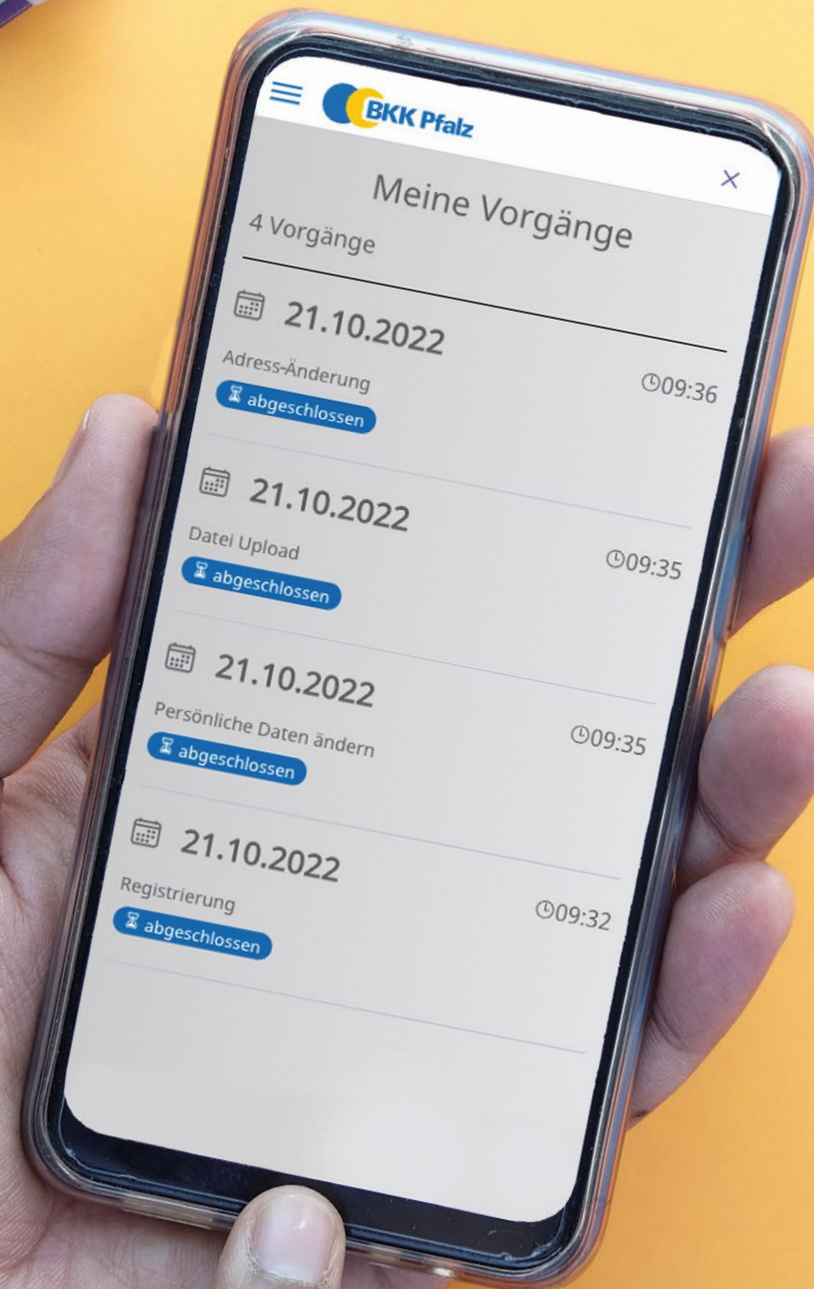 BKK Pfalz
Meine Vorgänge
4 Vorgänge
21.10.2022
09:36
Adress-Änderung
abgeschlossen
21.10.2022
09:35
Datei Upload
abgeschlossen
21.10.2022
09:35
Persönliche Daten ändern
abgeschlossen
21.10.2022
09:32
Registrierung
abgeschlossen